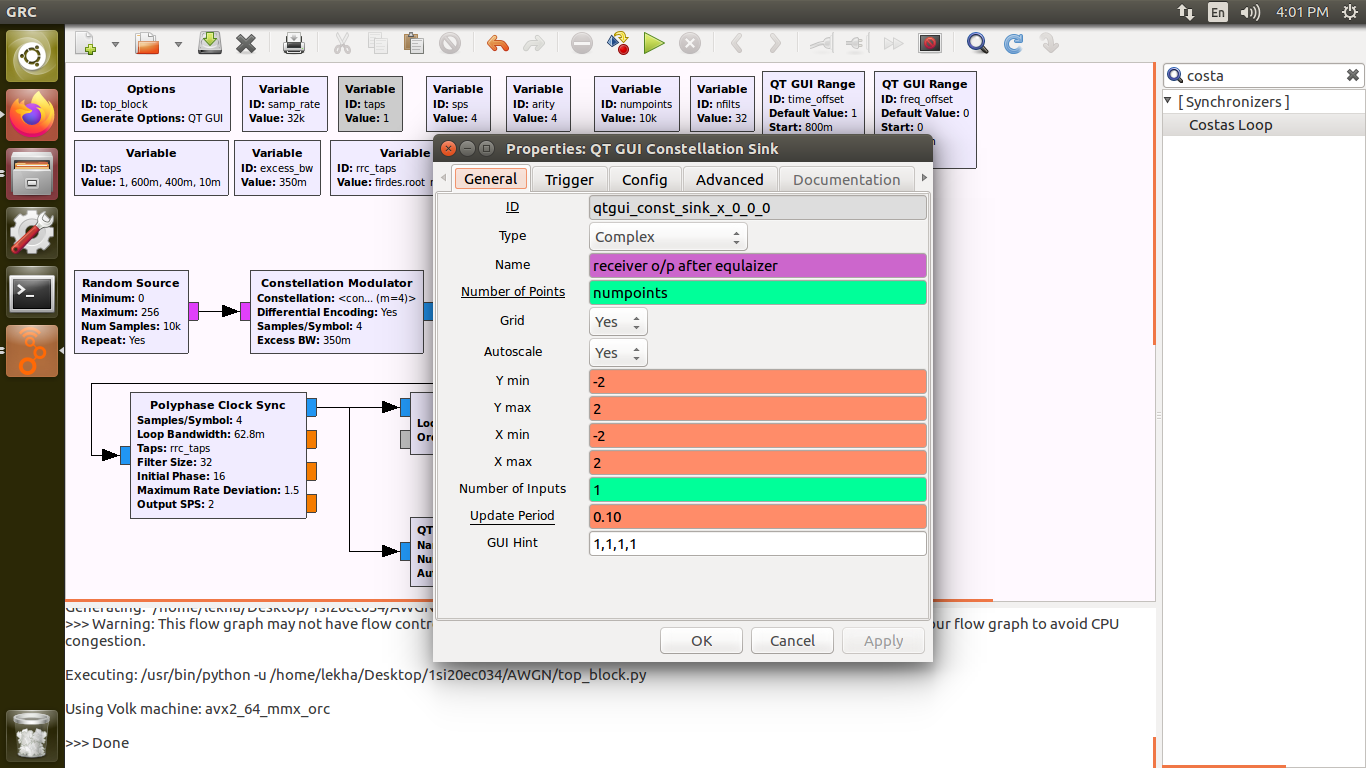 GRC
En
4:01 PM
costa
[ Synchronizers ]
Costas Loop
Options
ID: top_block
Generate Options: QT GUI
Variable
ID: samp_rate
Value: 32k
Variable
ID: taps
Value: 1
Variable
ID: sps
Value: 4
Variable
ID: arity
Value: 4
Variable
ID: numpoints
Value: 10k
Variable
ID: nfilts
Value: 32
QT GUI Range
ID: time_offset
Default Value: 1
Start: 800m
QT GUI Range
ID: freq_offset
Default Value: 0
Start: 0
Variable
ID: taps
Value: 1, 600m, 400m, 10m
Variable
ID: excess_bw
Value: 350m
Variable
ID: rrc_taps
Value: firdes.root
Random Source
Minimum: 0
Maximum: 256
Num Samples: 10k
Repeat: Yes
Constellation Modulator
Constellation: <con... (m=4)>
Differential Encoding: Yes
Samples/Symbol: 4
Excess BW: 350m
Polyphase Clock Sync
Samples/Symbol: 4
Loop Bandwidth: 62.8m
Taps: rrc_taps
Filter Size: 32
Initial Phase: 16
Maximum Rate Deviation: 1.5
Output SPS: 2
Loo
Ord
QT
Na
Nu
Au
Properties: QT GUI Constellation Sink
General
Trigger
Config
Advanced
Documentation
ID
qtgui_const_sink_x_0_0_0
Type
Complex
Name
receiver o/p after equlaizer
Number of Points
numpoints
Grid
Yes
Autoscale
Yes
Y min
-2
Y max
2
X min
-2
X max
2
Number of Inputs
1
Update Period
0.10
GUI Hint
1,1,1,1
OK
Cancel
Apply
Generating: '/home/lekha/Desktop/1si20ec034/AWGN
>>> Warning: This flow graph may not have flow contr
our flow graph to avoid CPU
congestion.
Executing: /usr/bin/python -u /home/lekha/Desktop/1si20ec034/AWGN/top_block.py
Using Volk machine: avx2_64_mmx_orc
>>> Done